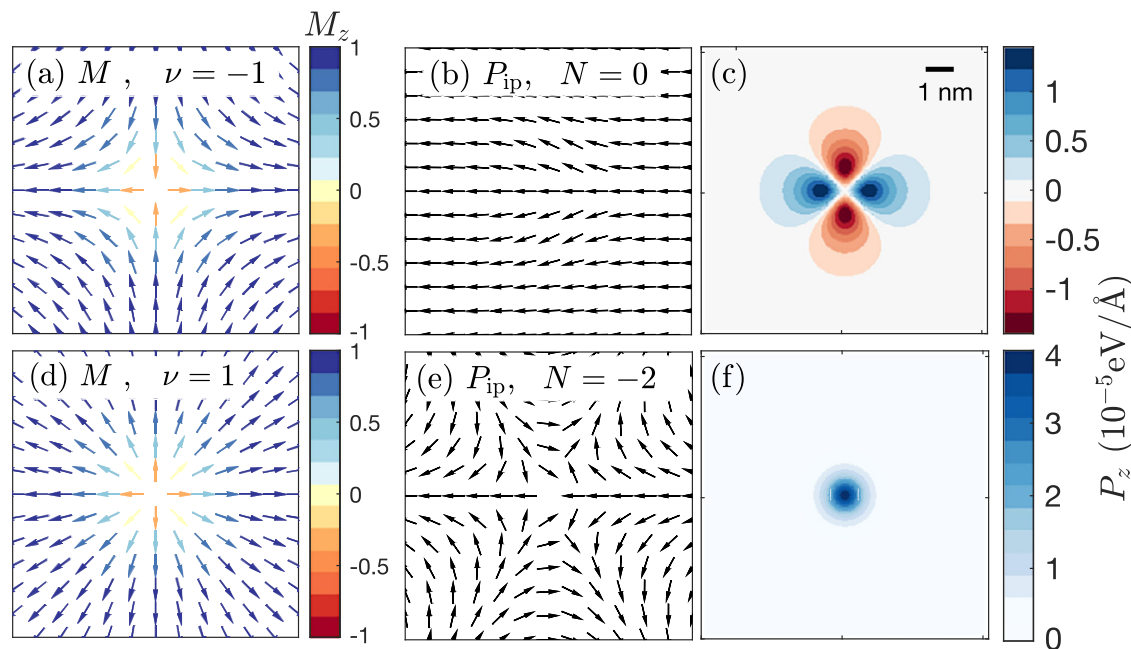 M_z
(a) M , ν = −1
1
0.5
0
-0.5
-1
(b) P_ip, N = 0
(c)
1 nm
1
0.5
0
-0.5
-1
(d) M , ν = 1
1
0.5
0
-0.5
-1
(e) P_ip, N = −2
(f)
4
3
2
1
0
P_z (10^−5 eV/Å)